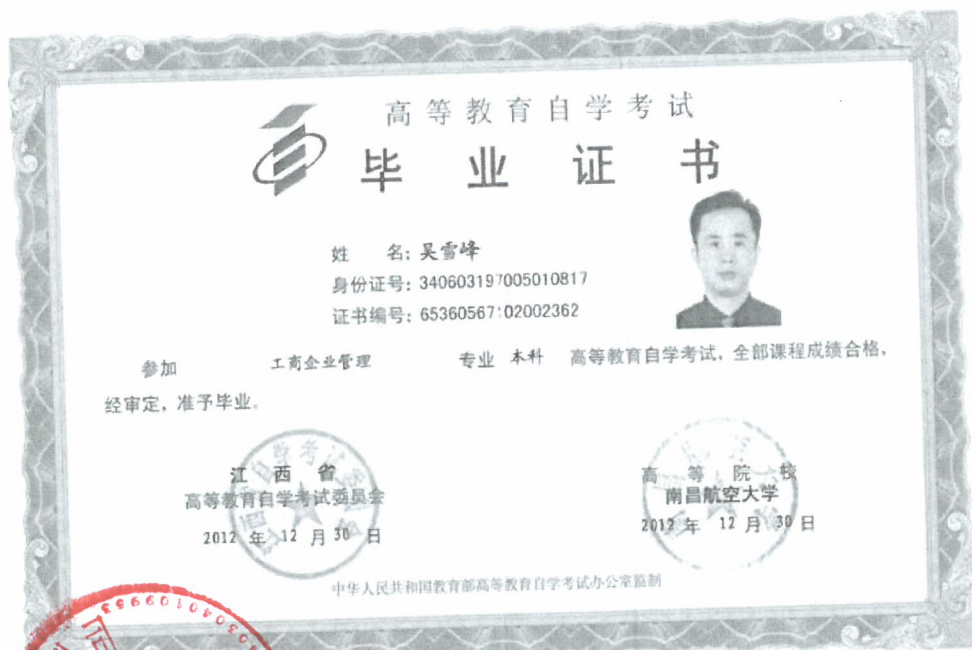 高等教育自学考试
毕业证书
姓 名：吴雪峰
身份证号：340603197005010817
证书编号：65360567102002362
参加 工商企业管理 专业 本科 高等教育自学考试，全部课程成绩合格，
经审定，准予毕业。
江西省
高等教育自学考试委员会
2012 年 12 月 30 日
高等院校
南昌航空大学
2012 年 12 月 30 日
中华人民共和国教育部高等教育自学考试办公室监制